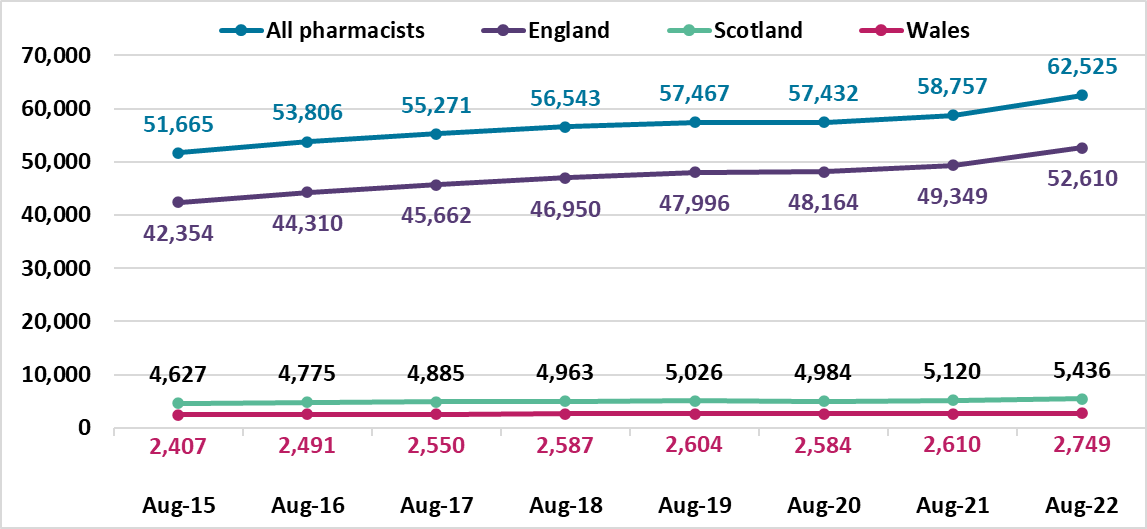 All pharmacists England Scotland Wales
70,000
60,000
50,000
40,000
30,000
20,000
10,000
0
51,665 53,806 55,271 56,543 57,467 57,432 58,757 62,525
42,354 44,310 45,662 46,950 47,996 48,164 49,349 52,610
4,627 4,775 4,885 4,963 5,026 4,984 5,120 5,436
2,407 2,491 2,550 2,587 2,604 2,584 2,610 2,749
Aug-15 Aug-16 Aug-17 Aug-18 Aug-19 Aug-20 Aug-21 Aug-22